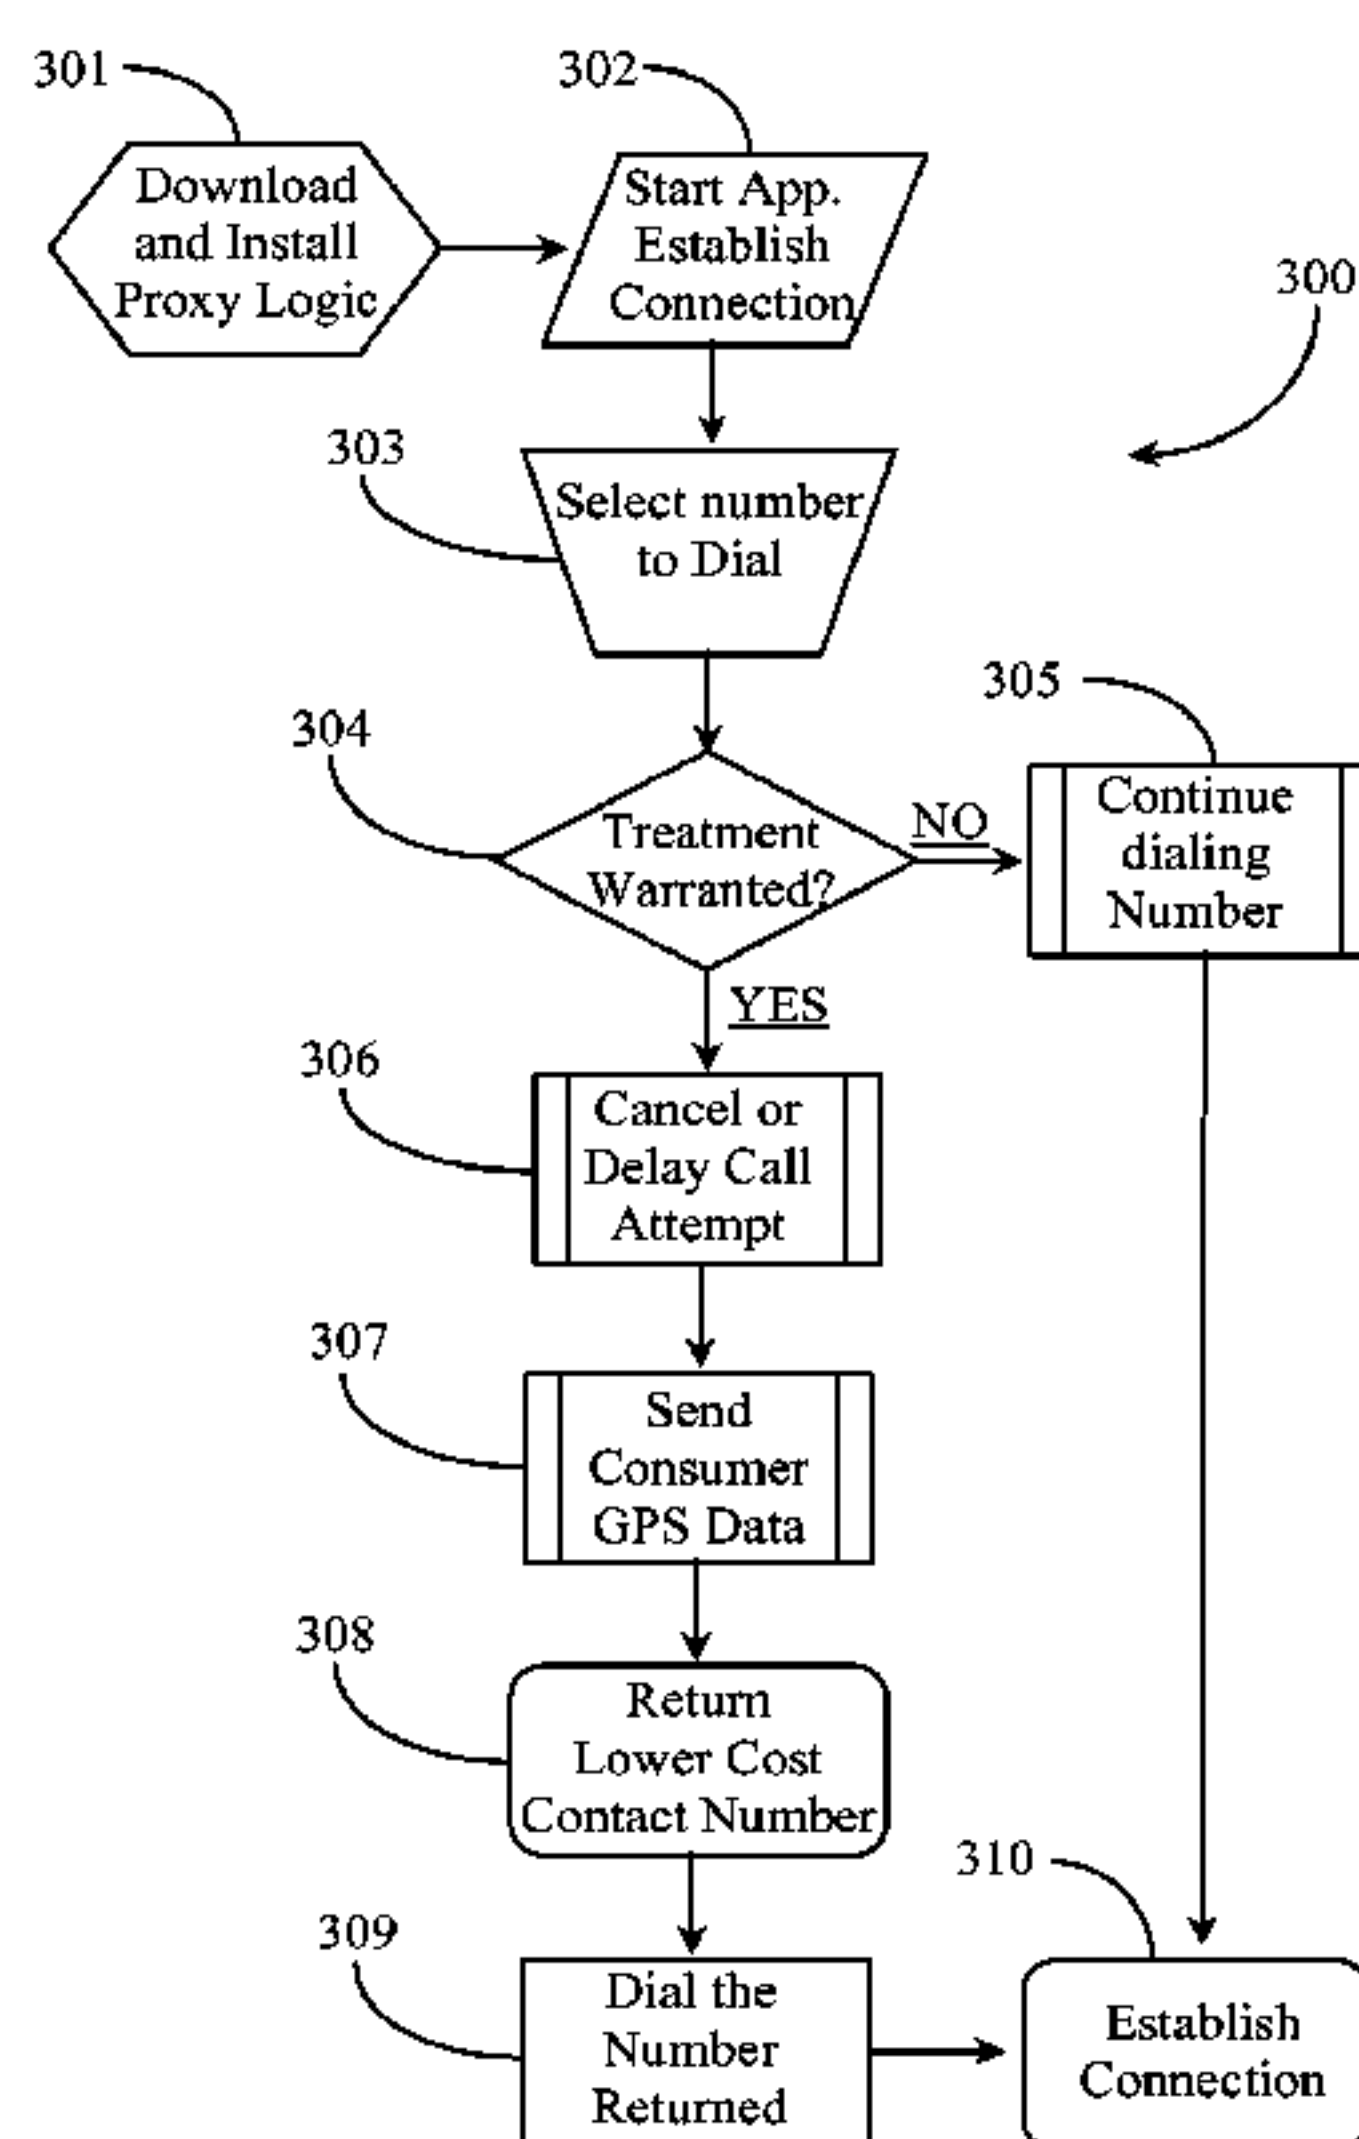 301
302
Download
and Install
Proxy Logic
Start App.
Establish
Connection
300
303
Select number
to Dial
305
304
Treatment
Warranted?
NO
Continue
dialing
Number
YES
306
Cancel or
Delay Call
Attempt
307
Send
Consumer
GPS Data
308
Return
Lower Cost
Contact Number
310
309
Dial the
Number
Returned
Establish
Connection